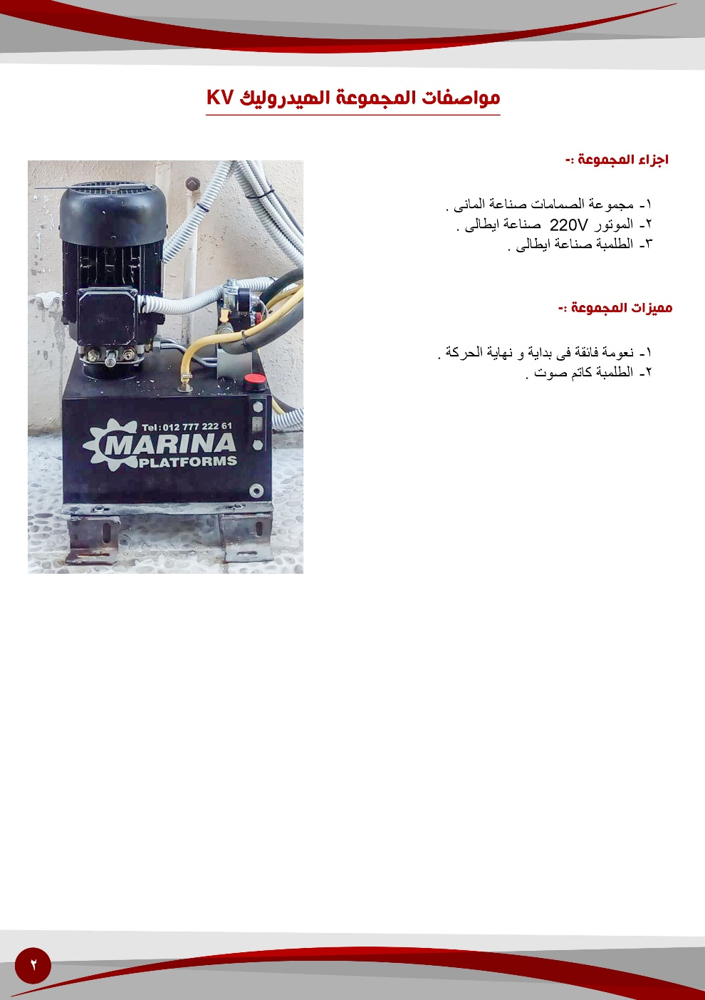 مواصفات المجموعة الهيدروليك KV
اجزاء المجموعة :-
١- مجموعة الصمامات صناعة المانى .
٢- الموتور 220V صناعة ايطالى .
٣- الطلمبة صناعة ايطالى .
مميزات المجموعة :-
١- نعومة فائقة فى بداية و نهاية الحركة .
٢- الطلمبة كاتم صوت .
Tel : 012 777 222 61
MARINA
PLATFORMS
٢